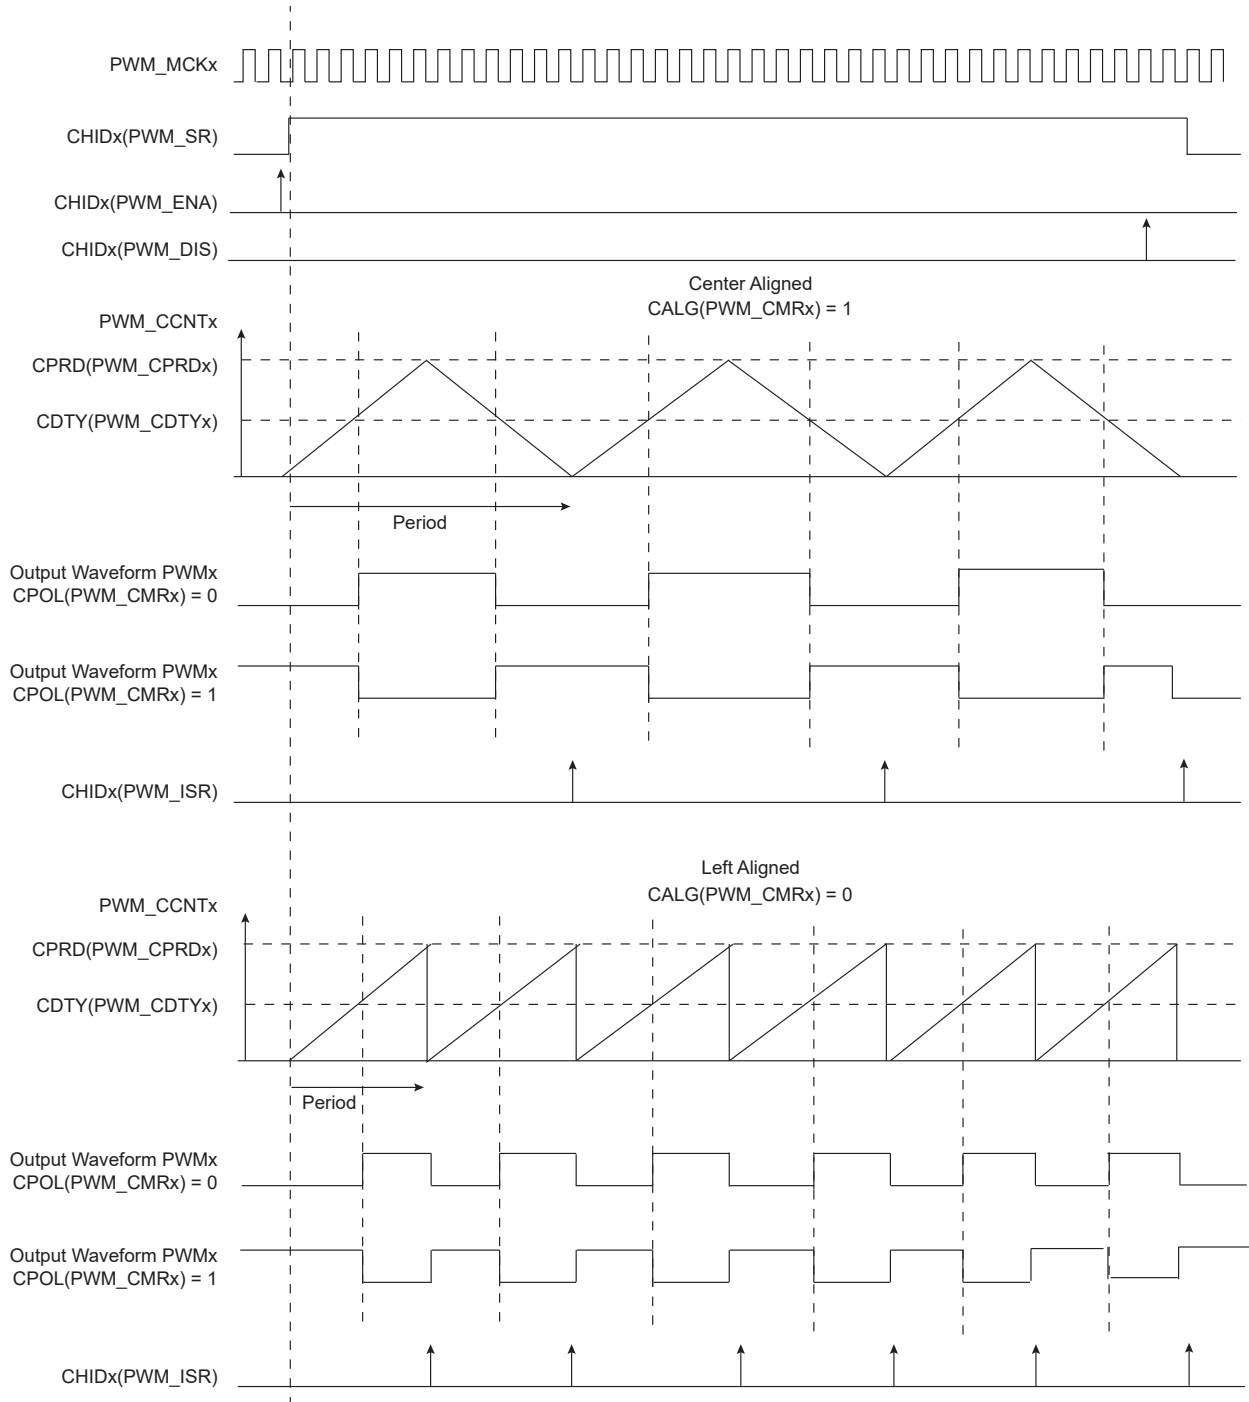 PWM_MCKx
CHIDx(PWM_SR)
CHIDx(PWM_ENA)
CHIDx(PWM_DIS)
Center Aligned
CALG(PWM_CMRx) = 1
PWM_CCNTx
CPRD(PWM_CPRDx)
CDTY(PWM_CDTYx)
Period
Output Waveform PWMx
CPOL(PWM_CMRx) = 0
Output Waveform PWMx
CPOL(PWM_CMRx) = 1
CHIDx(PWM_ISR)
Left Aligned
CALG(PWM_CMRx) = 0
PWM_CCNTx
CPRD(PWM_CPRDx)
CDTY(PWM_CDTYx)
Period
Output Waveform PWMx
CPOL(PWM_CMRx) = 0
Output Waveform PWMx
CPOL(PWM_CMRx) = 1
CHIDx(PWM_ISR)